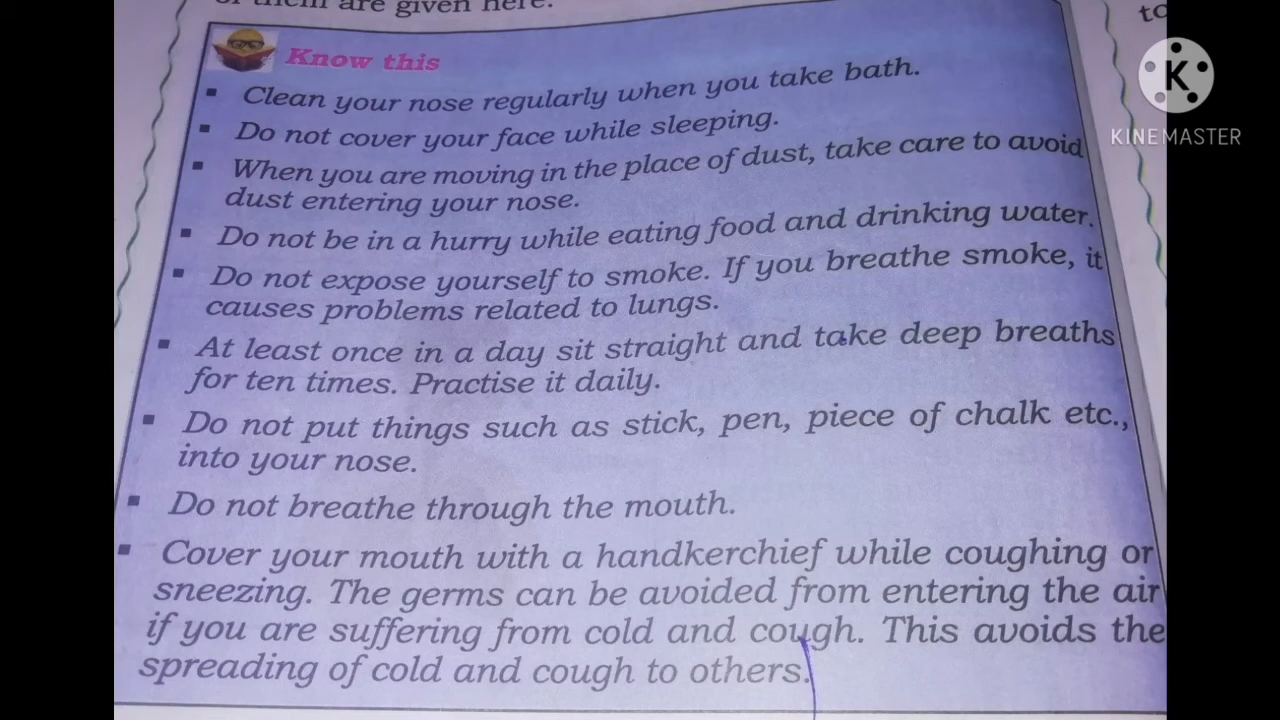 of them are given here.
to
KINEMASTER
Know this
▪ Clean your nose regularly when you take bath.
▪ Do not cover your face while sleeping.
▪ When you are moving in the place of dust, take care to avoid
dust entering your nose.
▪ Do not be in a hurry while eating food and drinking water.
▪ Do not expose yourself to smoke. If you breathe smoke, it
causes problems related to lungs.
▪ At least once in a day sit straight and take deep breaths
for ten times. Practise it daily.
▪ Do not put things such as stick, pen, piece of chalk etc.,
into your nose.
▪ Do not breathe through the mouth.
▪ Cover your mouth with a handkerchief while coughing or
sneezing. The germs can be avoided from entering the air
if you are suffering from cold and cough. This avoids the
spreading of cold and cough to others.